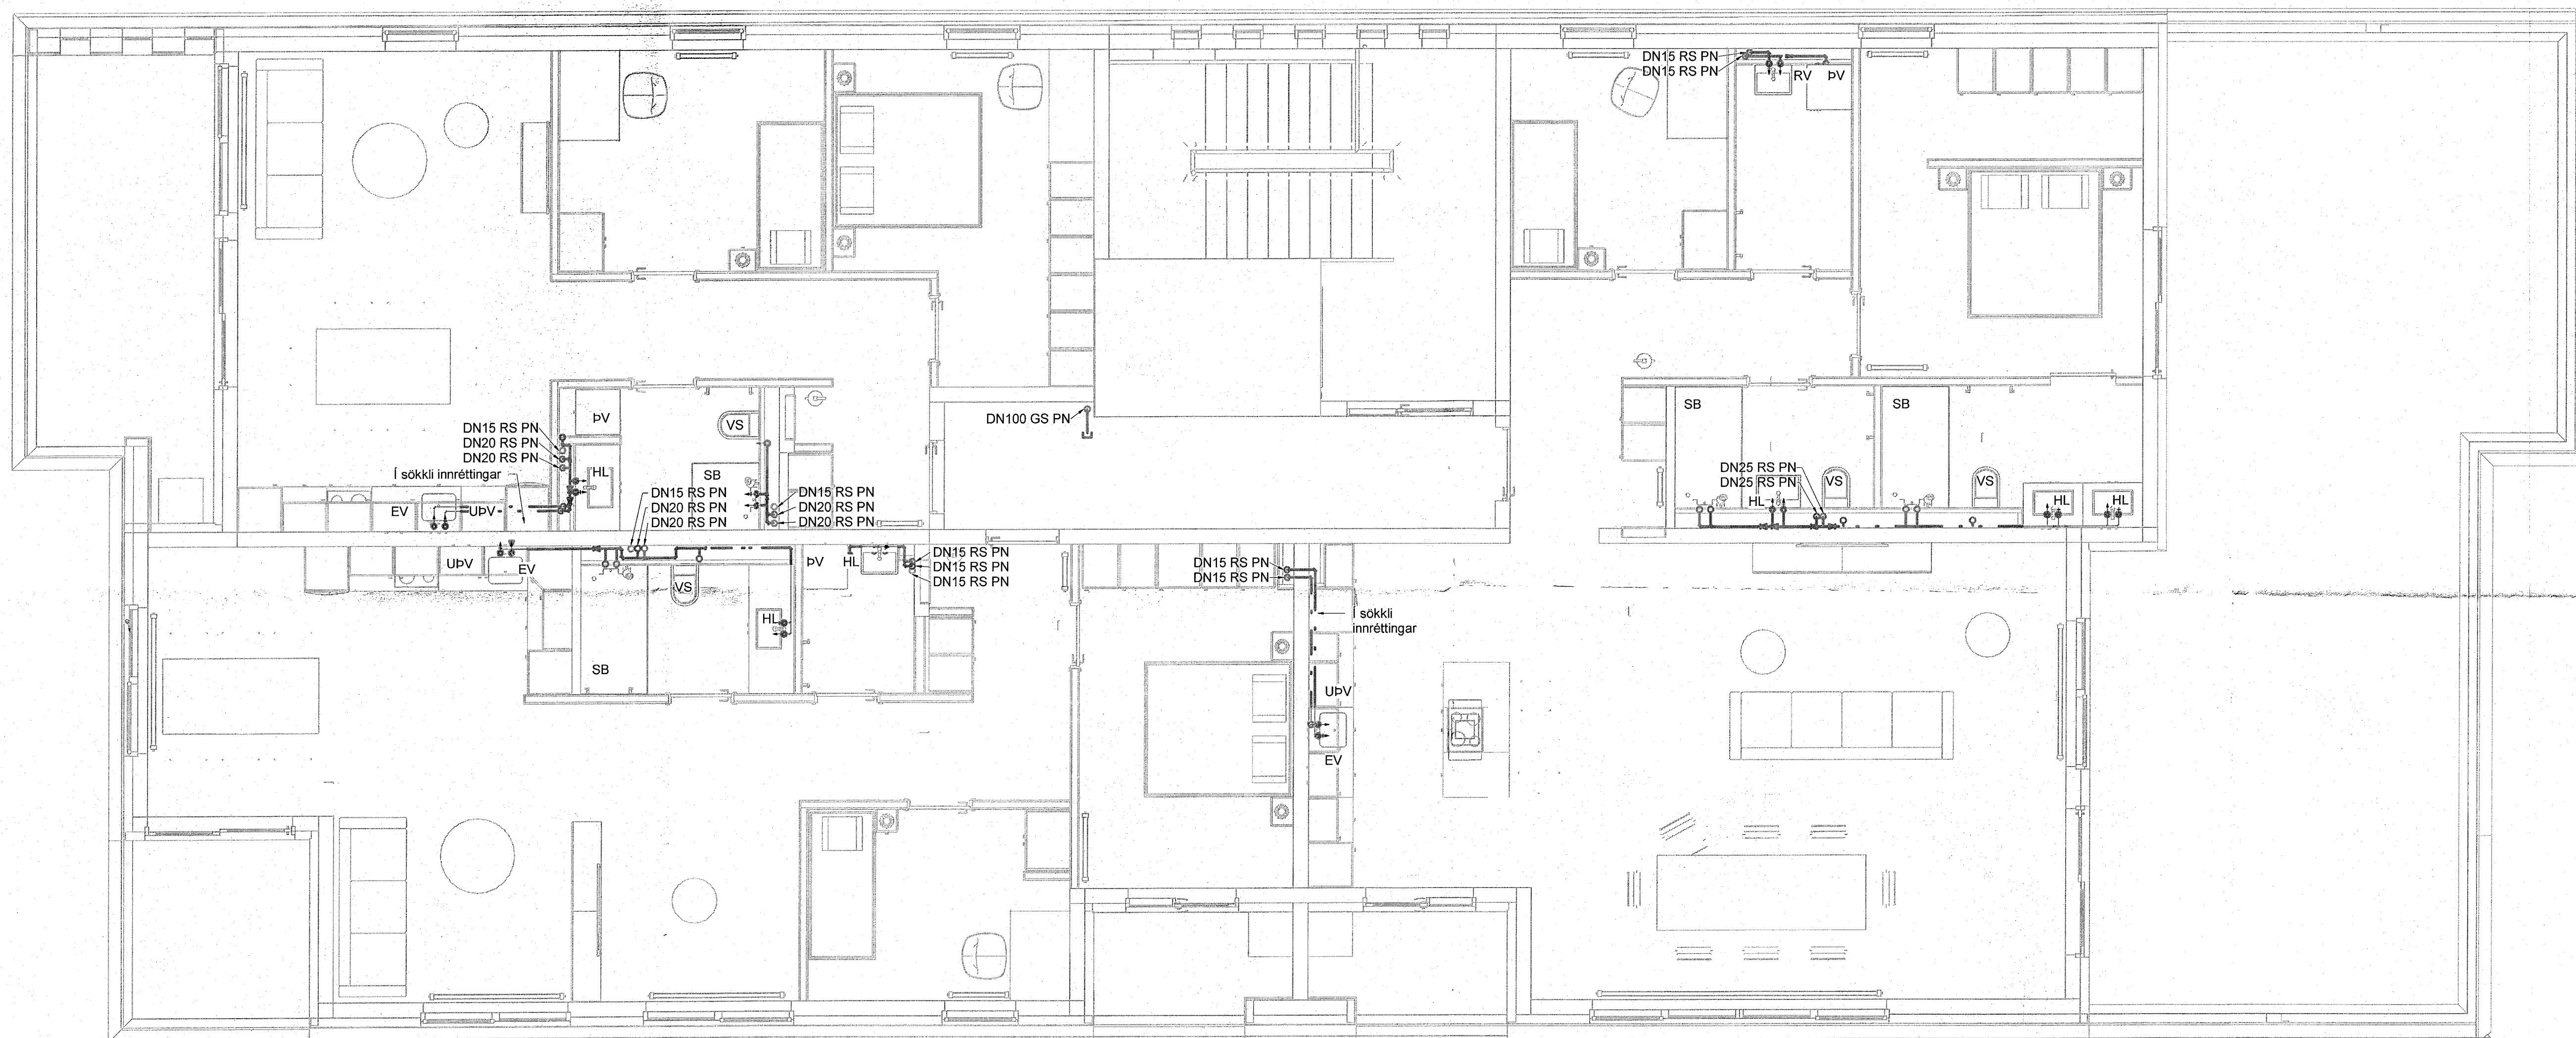 DN15 RS PN
DN15 RS PN
RV
ÞV
DN100 GS PN
ÞV
VS
DN15 RS PN
DN20 RS PN
DN20 RS PN
Í sökkli innréttingar
HL
SB
EV
UÞV
DN15 RS PN
DN20 RS PN
DN20 RS PN
DN15 RS PN
DN20 RS PN
DN20 RS PN
SB
SB
DN25 RS PN
DN25 RS PN
HL
VS
VS
HL
HL
UÞV
EV
VS
HL
SB
ÞV
HL
DN15 RS PN
DN15 RS PN
DN15 RS PN
DN15 RS PN
DN15 RS PN
Í sökkli
innréttingar
UÞV
EV